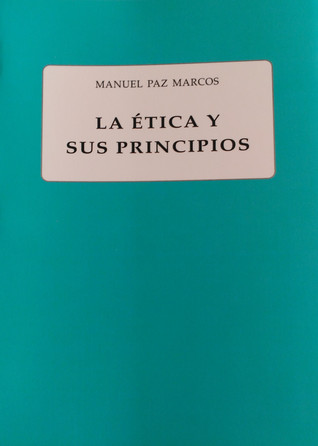 MANUEL PAZ MARCOS
LA ÉTICA Y
SUS PRINCIPIOS